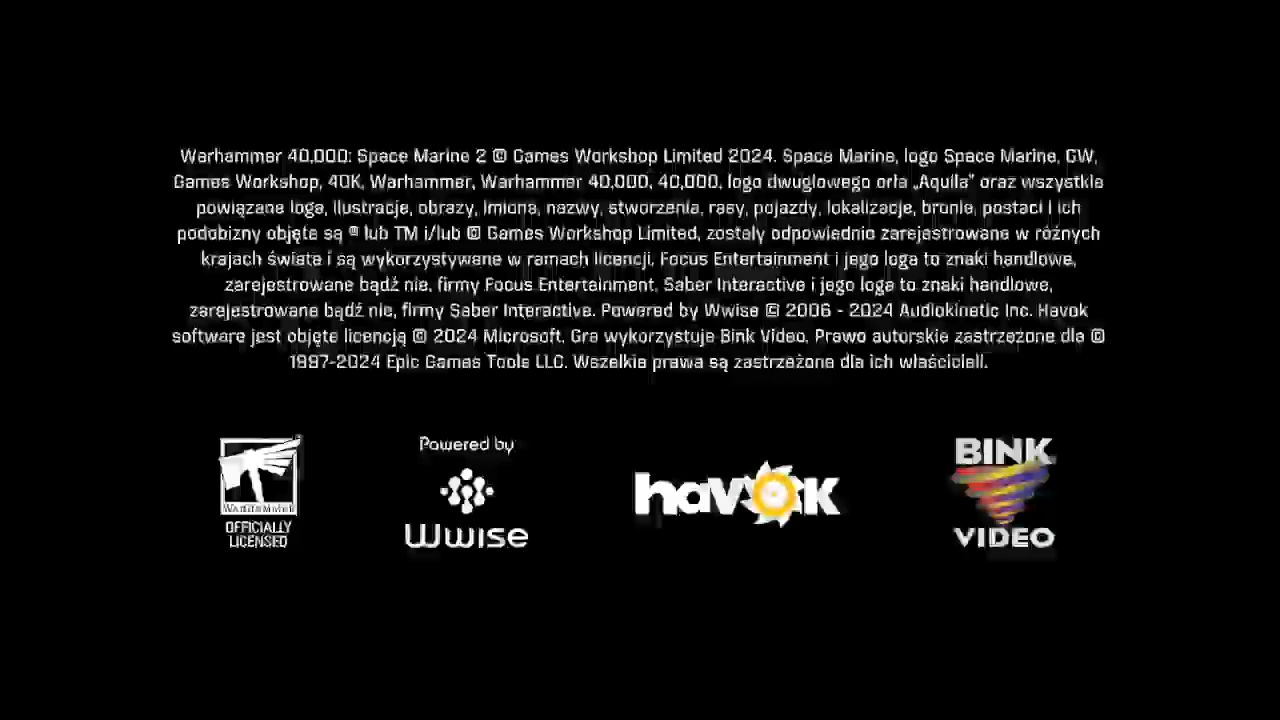 Warhammer 40,000: Space Marine 2 © Games Workshop Limited 2024. Space Marine, logo Space Marine, GW,
Games Workshop, 40K, Warhammer, Warhammer 40,000, 40,000, logo dwugłowego orła „Aquila” oraz wszystkie
powiązane loga, ilustracje, obrazy, imiona, nazwy, stworzenia, rasy, pojazdy, lokalizacje, bronie, postaci i ich
podobizny objęte są ® lub TM i/lub © Games Workshop Limited, zostały odpowiednio zarejestrowane w różnych
krajach świata i są wykorzystywane w ramach licencji. Focus Entertainment i jego loga to znaki handlowe,
zarejestrowane bądź nie, firmy Focus Entertainment. Saber Interactive i jego loga to znaki handlowe,
zarejestrowane bądź nie, firmy Saber Interactive. Powered by Wwise © 2006 - 2024 Audiokinetic Inc. Havok
software jest objęte licencją © 2024 Microsoft. Gra wykorzystuje Bink Video. Prawo autorskie zastrzeżone dla ©
1997-2024 Epic Games Tools LLC. Wszelkie prawa są zastrzeżone dla ich właścicieli.
WARHAMMER
OFFICIALLY
LICENSED
Powered by
Wwise
havok
BINK
VIDEO